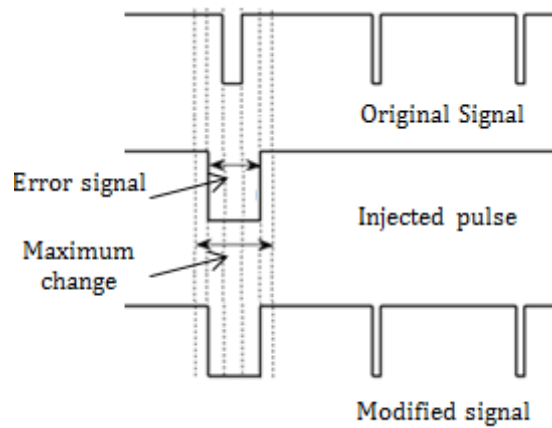 Original Signal
Error signal
Injected pulse
Maximum
change
Modified signal